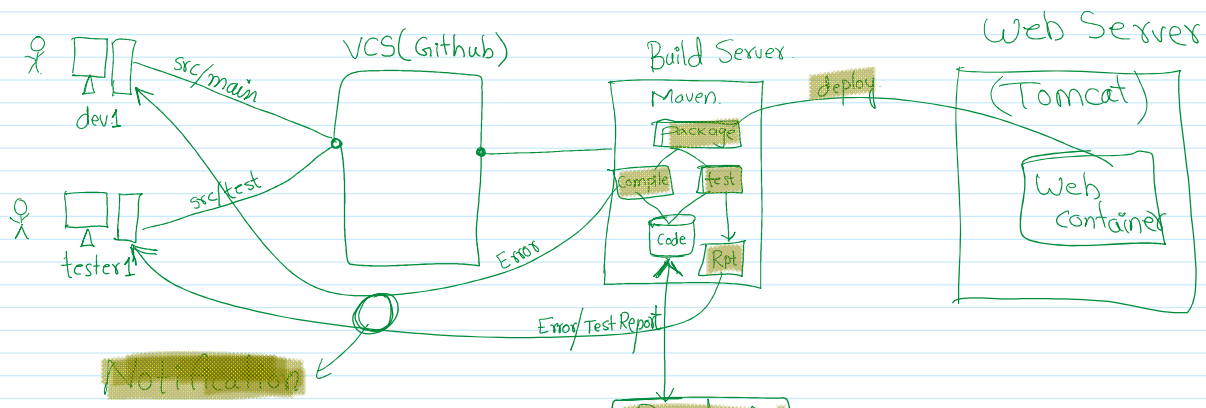 Web Server
VCS(Github)
Build Server
src/main
dev1
Maven.
deploy
(Tomcat)
Package
Compile
test
Web
Container
src/test
tester1
Code
Rpt
Error
Error/Test Report
Notification